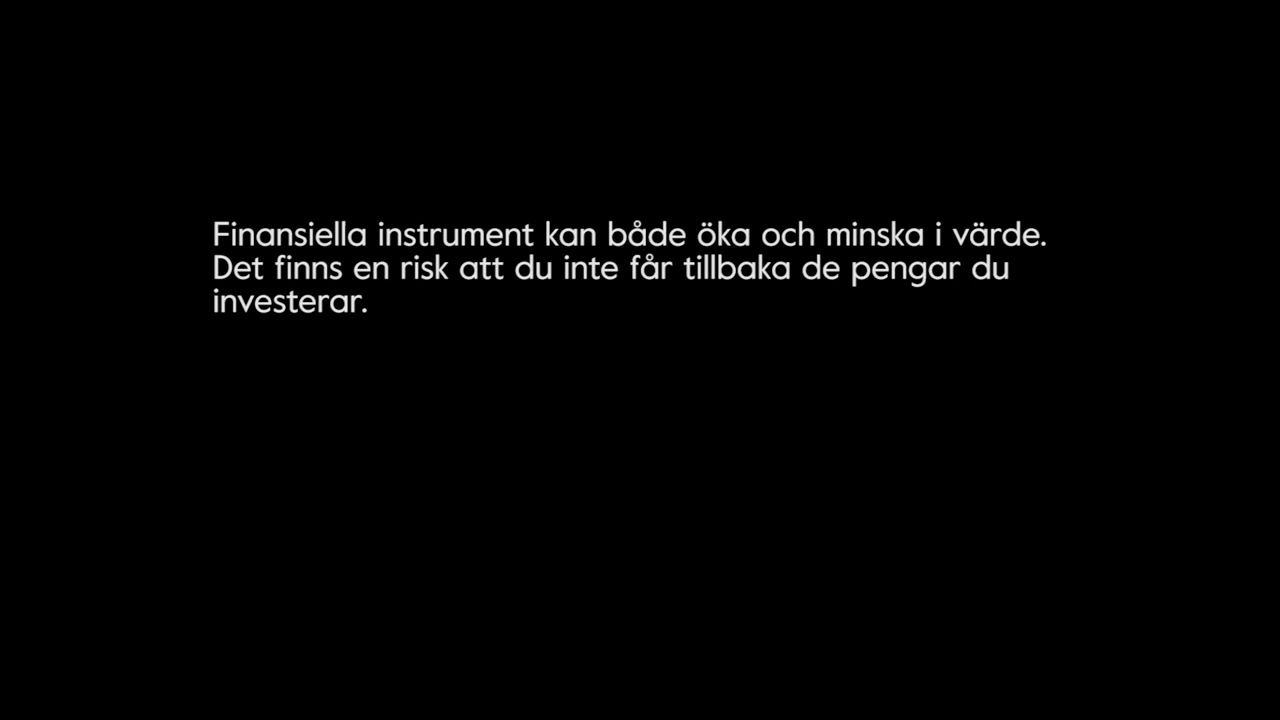 Finansiella instrument kan både öka och minska i värde.
Det finns en risk att du inte får tillbaka de pengar du
investerar.